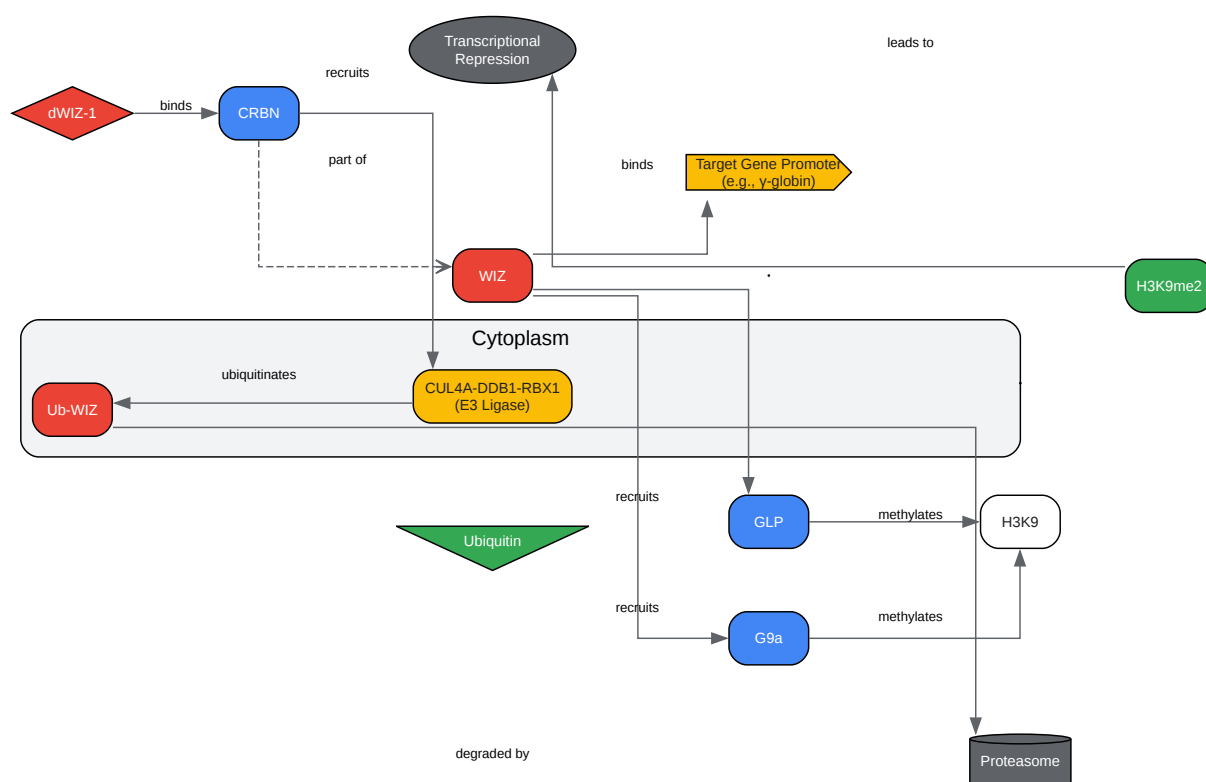 Transcriptional
Repression
leads to
recruits
dWIZ-1
binds
CRBN
part of
binds
Target Gene Promoter
(e.g., γ-globin)
WIZ
H3K9me2
Cytoplasm
ubiquitinates
CUL4A-DDB1-RBX1
(E3 Ligase)
Ub-WIZ
recruits
GLP
methylates
H3K9
Ubiquitin
recruits
G9a
methylates
degraded by
Proteasome